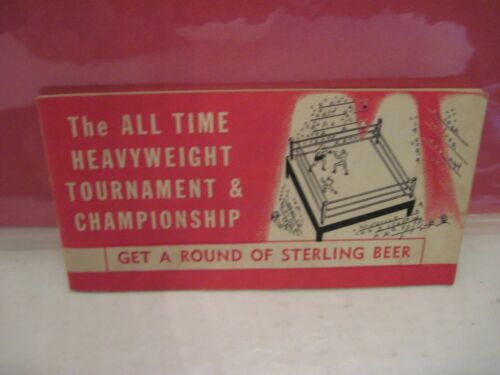 The ALL TIME
HEAVYWEIGHT
TOURNAMENT &
CHAMPIONSHIP
GET A ROUND OF STERLING BEER